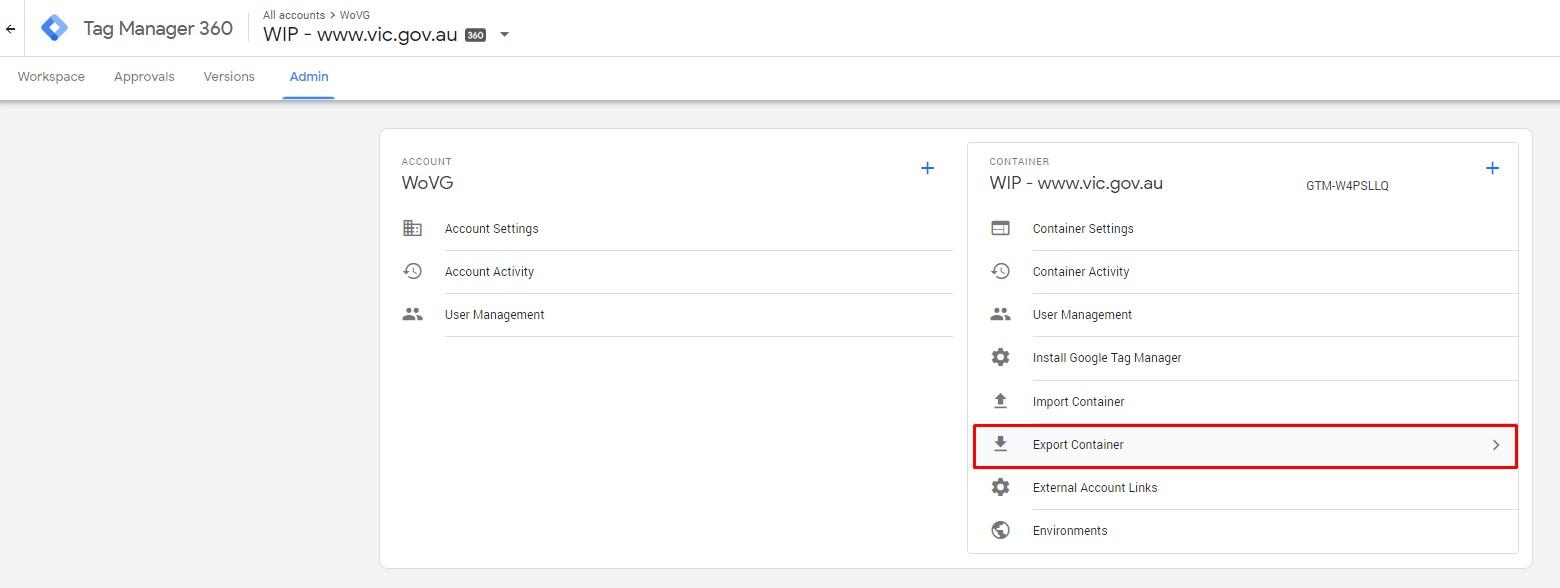 All accounts > WoVG
Tag Manager 360
WIP - www.vic.gov.au 360
Workspace Approvals Versions Admin
ACCOUNT
WoVG
Account Settings
Account Activity
User Management
CONTAINER
WIP - www.vic.gov.au GTM-W4PSLLQ
Container Settings
Container Activity
User Management
Install Google Tag Manager
Import Container
Export Container
External Account Links
Environments